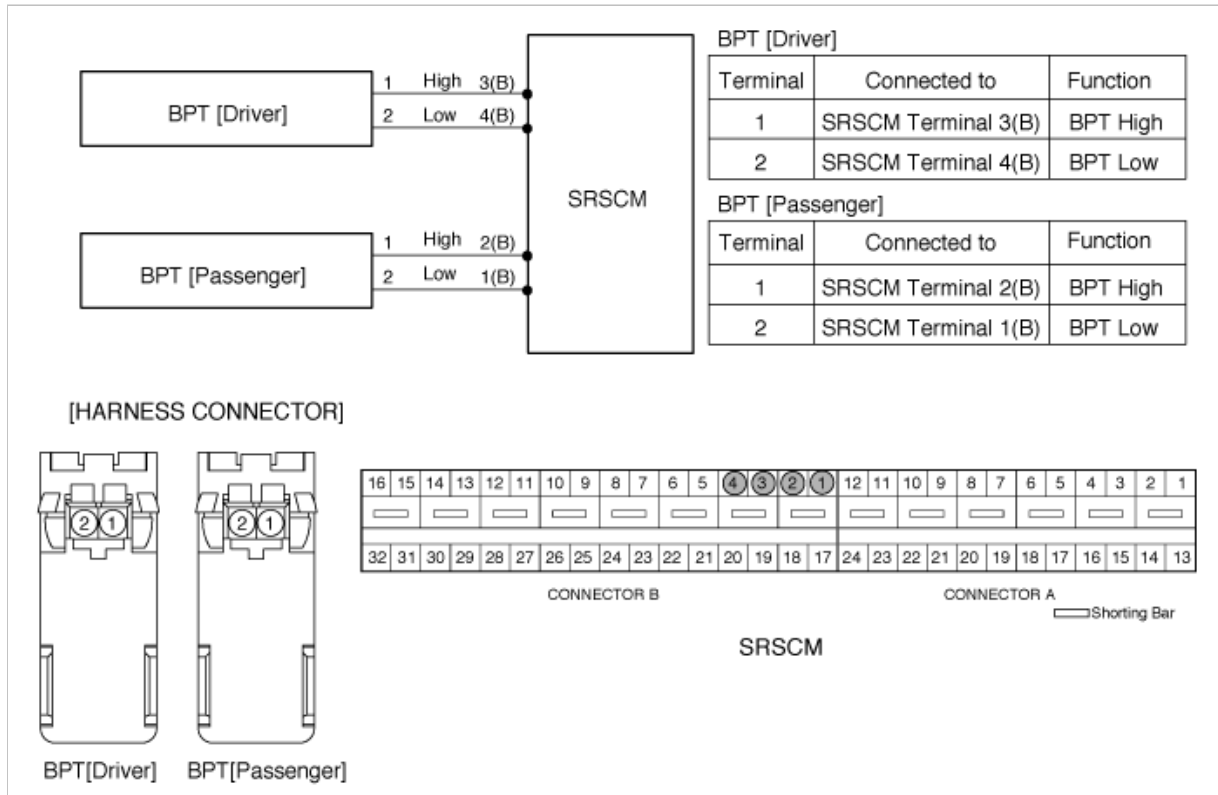 BPT [Driver]
1 High 3(B)
2 Low 4(B)
BPT [Passenger]
1 High 2(B)
2 Low 1(B)
SRSCM
BPT [Driver]
Terminal Connected to Function
1 SRSCM Terminal 3(B) BPT High
2 SRSCM Terminal 4(B) BPT Low
BPT [Passenger]
Terminal Connected to Function
1 SRSCM Terminal 2(B) BPT High
2 SRSCM Terminal 1(B) BPT Low
[HARNESS CONNECTOR]
2 1
2 1
BPT[Driver] BPT[Passenger]
16 15 14 13 12 11 10 9 8 7 6 5 4 3 2 1 12 11 10 9 8 7 6 5 4 3 2 1
32 31 30 29 28 27 26 25 24 23 22 21 20 19 18 17 24 23 22 21 20 19 18 17 16 15 14 13
CONNECTOR B CONNECTOR A
Shorting Bar
SRSCM